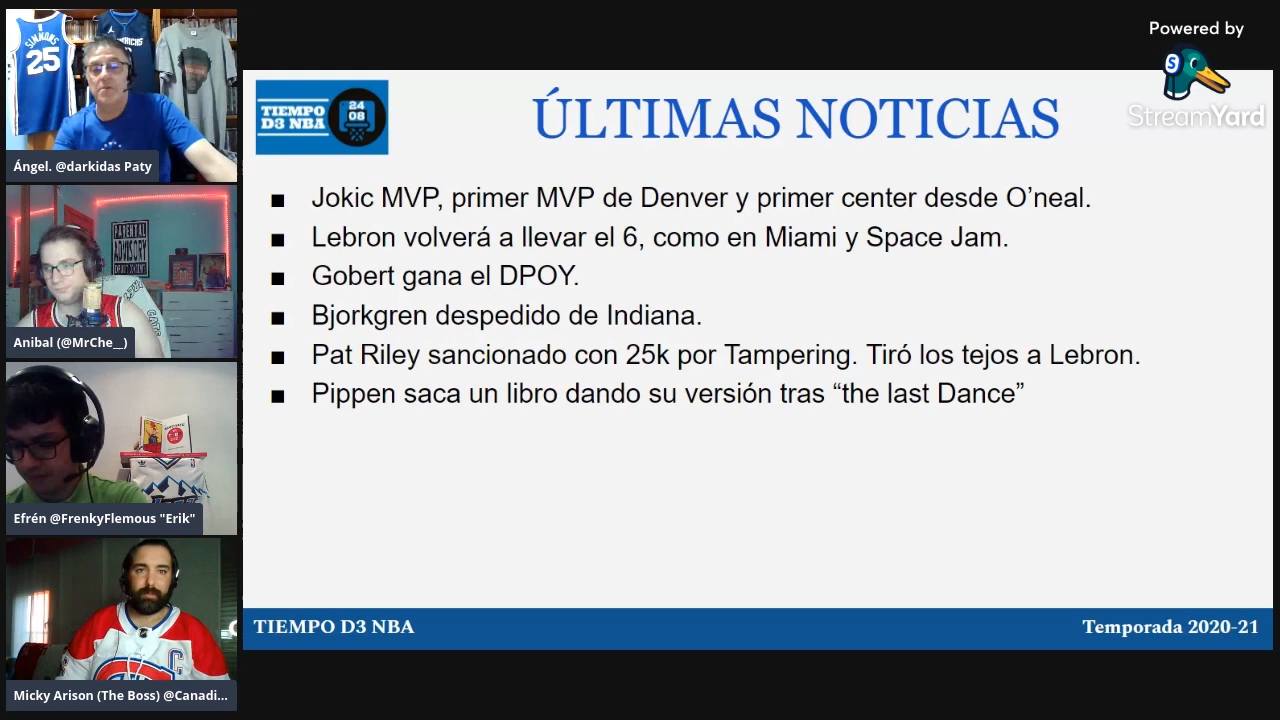 SIMMONS
25
Ángel. @darkidas Paty
PARENTAL
ADVISORY
Anibal (@MrChe__)
Efrén @FrenkyFlemous "Erik"
C
Micky Arison (The Boss) @Canadi...
Powered by
S
StreamYard
TIEMPO
D3 NBA
24
08
ÚLTIMAS NOTICIAS
■ Jokic MVP, primer MVP de Denver y primer center desde O’neal.
■ Lebron volverá a llevar el 6, como en Miami y Space Jam.
■ Gobert gana el DPOY.
■ Bjorkgren despedido de Indiana.
■ Pat Riley sancionado con 25k por Tampering. Tiró los tejos a Lebron.
■ Pippen saca un libro dando su versión tras “the last Dance”
TIEMPO D3 NBA
Temporada 2020-21